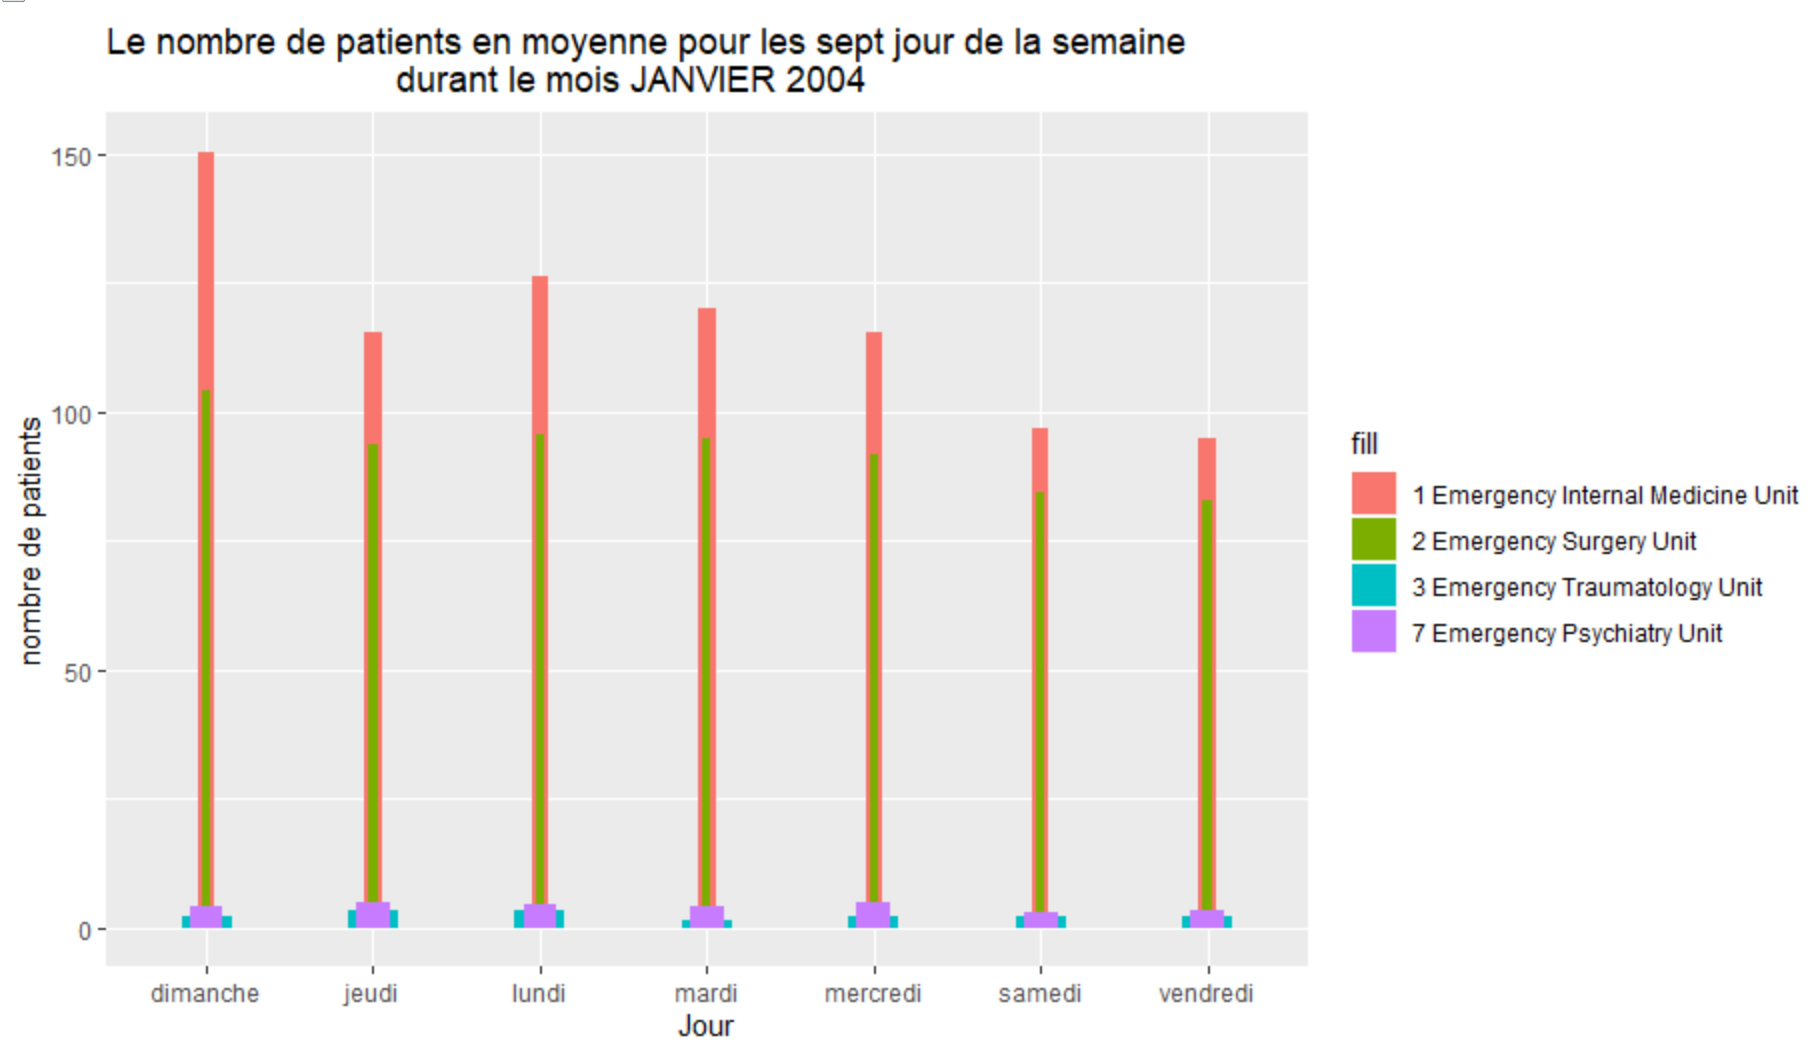 Le nombre de patients en moyenne pour les sept jour de la semaine
durant le mois JANVIER 2004
150
100
50
0
nombre de patients
dimanche jeudi lundi mardi mercredi samedi vendredi
Jour
fill
1 Emergency Internal Medicine Unit
2 Emergency Surgery Unit
3 Emergency Traumatology Unit
7 Emergency Psychiatry Unit